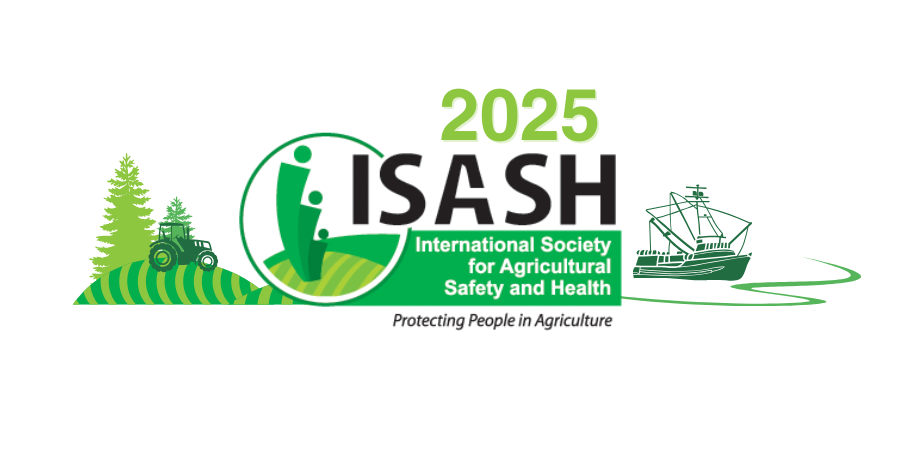 2025
ISASH
International Society
for Agricultural
Safety and Health
Protecting People in Agriculture